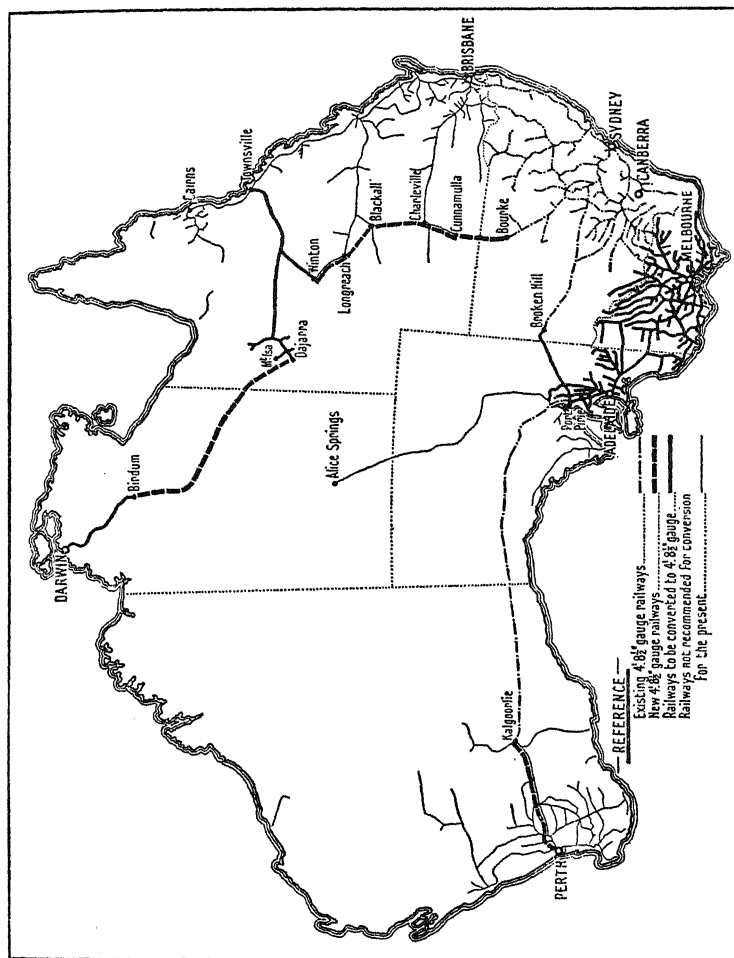 DARWIN
Birdum
Cairns
Townsville
Mt Isa
Dajarra
Winton
Longreach
Blackall
Charleville
Cunnamulla
Bourke
BRISBANE
Alice Springs
Broken Hill
Port
Pirie
ADELAIDE
SYDNEY
CANBERRA
MELBOURNE
Kalgoorlie
PERTH
— REFERENCE —
Existing 4'.8½" gauge railways
New 4'.8½" gauge railways
Railways to be converted to 4'.8½" gauge
Railways not recommended for conversion
For the present